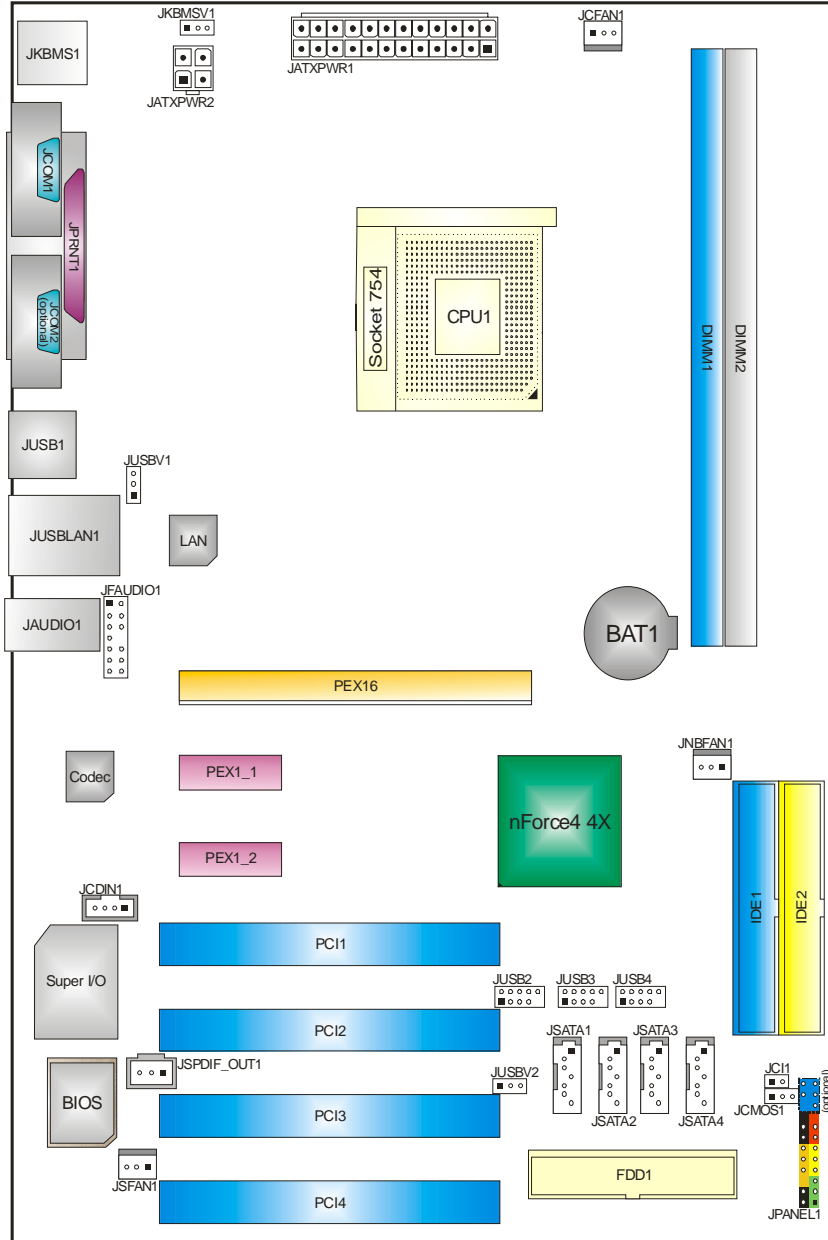 JKBMSV1
JCFAN1
JKBMS1
JATXPWR1
JATXPWR2
JCOM1
JPRNT1
JCOM2
(optional)
Socket 754
CPU1
DIMM1
DIMM2
JUSB1
JUSBV1
JUSBLAN1
LAN
JFAUDIO1
JAUDIO1
BAT1
PEX16
JNBFAN1
Codec
PEX1_1
nForce4 4X
PEX1_2
JCDIN1
IDE1
IDE2
PCI1
Super I/O
JUSB2
JUSB3
JUSB4
PCI2
JSATA1
JSATA3
JSPDIF_OUT1
JUSBV2
JCI1
(optional)
BIOS
PCI3
JCMOS1
JSATA2
JSATA4
JSFAN1
FDD1
PCI4
JPANEL1